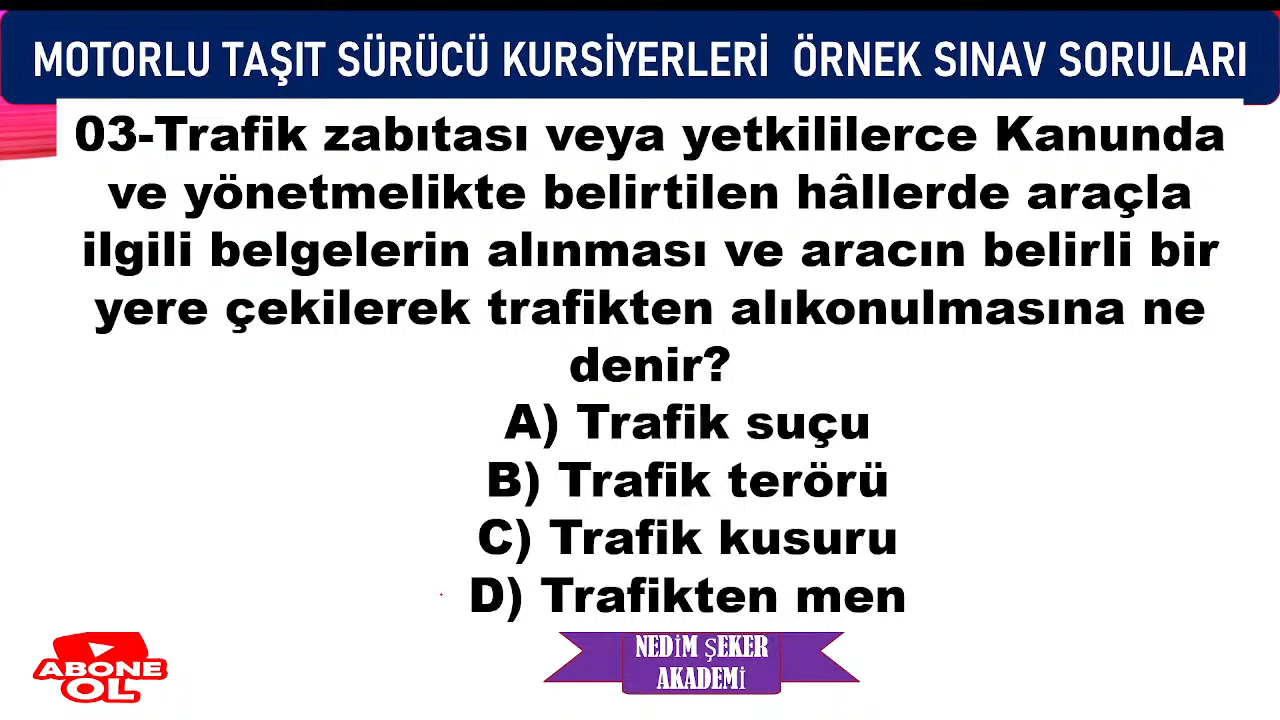 MOTORLU TAŞIT SÜRÜCÜ KURSİYERLERİ ÖRNEK SINAV SORULARI
03-Trafik zabıtası veya yetkililerce Kanunda
ve yönetmelikte belirtilen hâllerde araçla
ilgili belgelerin alınması ve aracın belirli bir
yere çekilerek trafikten alıkonulmasına ne
denir?
A) Trafik suçu
B) Trafik terörü
C) Trafik kusuru
D) Trafikten men
ABONE
OL
NEDİM ŞEKER
AKADEMİ